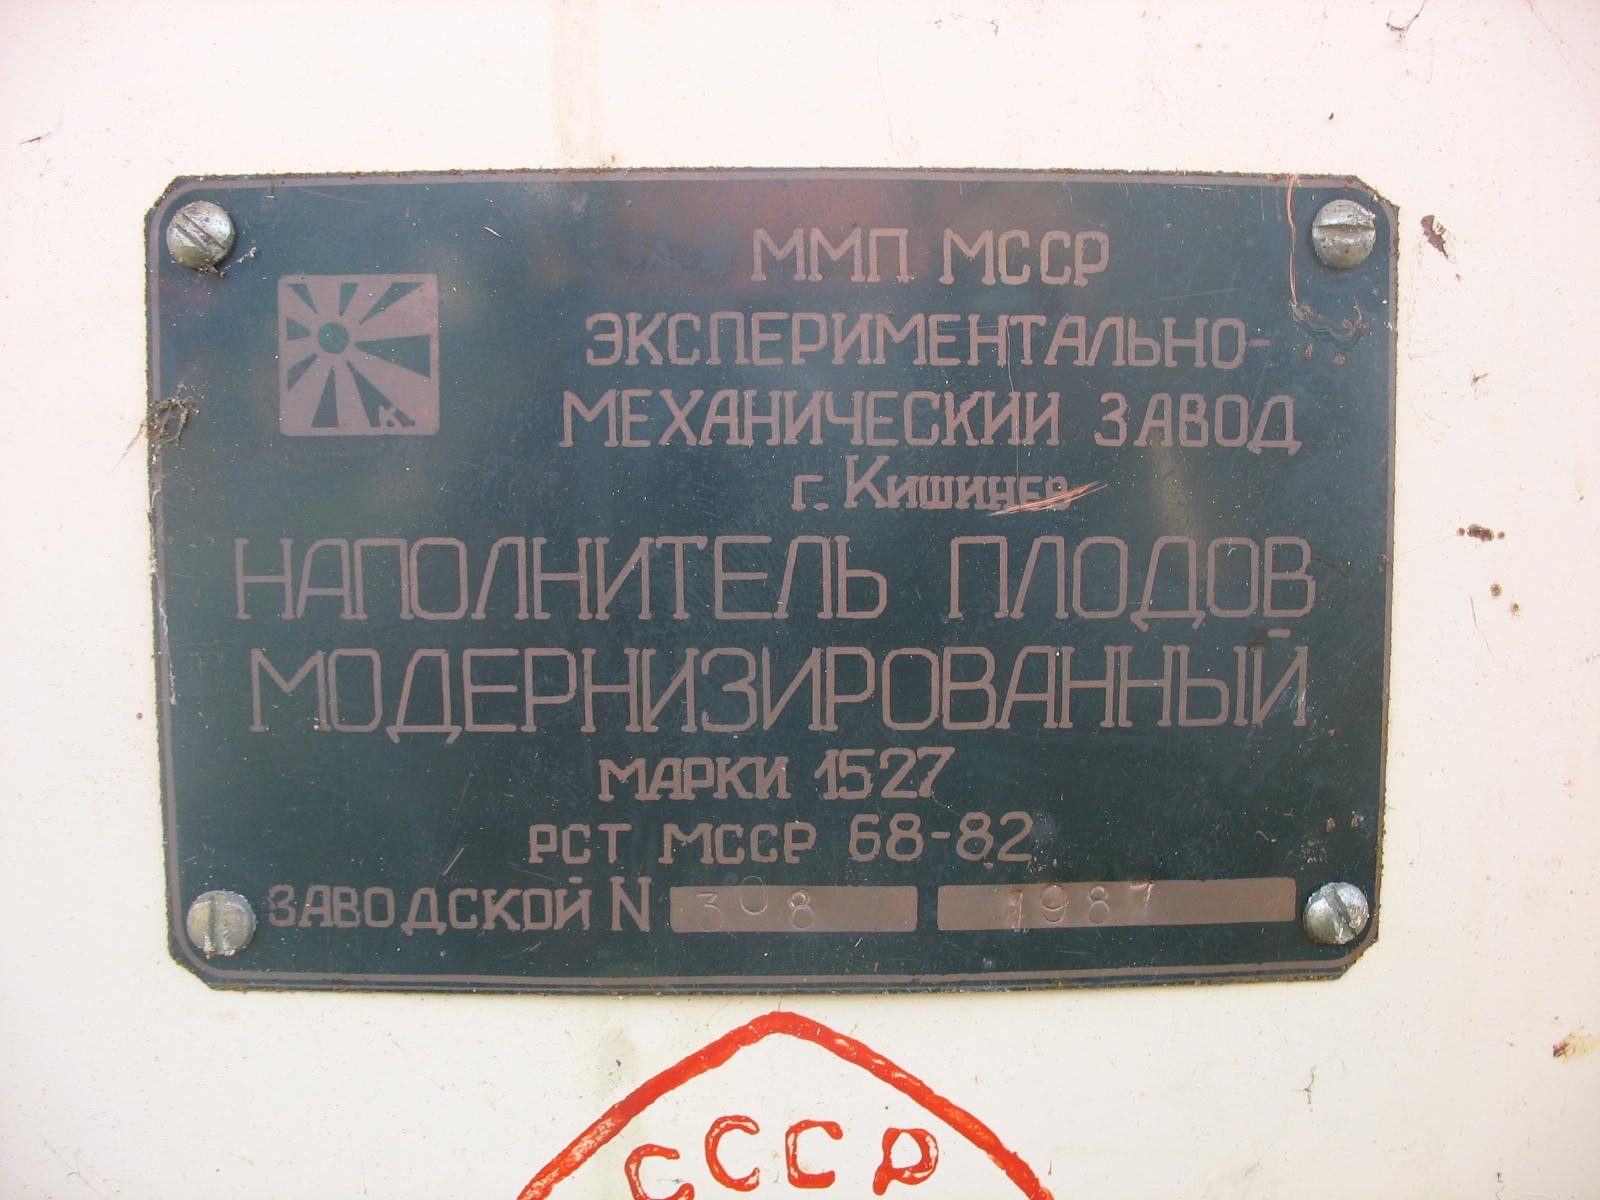 ММП МССР
ЭКСПЕРИМЕНТАЛЬНО-
МЕХАНИЧЕСКИЙ ЗАВОД
г. Кишинев
К
НАПОЛНИТЕЛЬ ПЛОДОВ
МОДЕРНИЗИРОВАННЫЙ
МАРКИ 1527
РСТ МССР 68-82
ЗАВОДСКОЙ N 308 1987
СССР